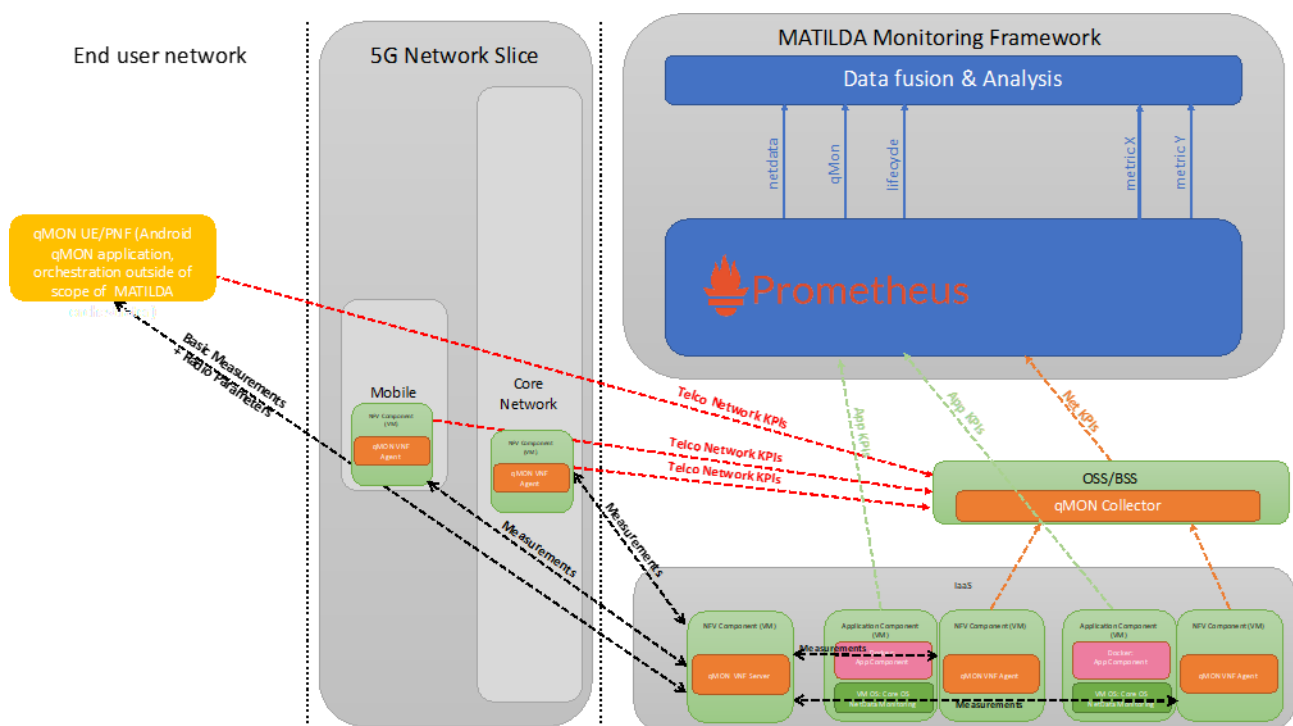 End user network
5G Network Slice
MATILDA Monitoring Framework
Data fusion & Analysis
netdata
qMon
lifecycle
metric X
metric Y
Prometheus
qMON UE/PNF (Android
qMON application,
orchestration outside of
scope of MATILDA
Basic Measurements
+ Radio Parameters
Mobile
NFV Component
(VM)
qMON VNF
Agent
Core
Network
NFV Component
(VM)
qMON VNF
Agent
Telco Network KPIs
Telco Network KPIs
Telco Network KPIs
App KPIs
App KPIs
Net KPIs
OSS/BSS
qMON Collector
Measurements
Measurements
IaaS
NFV Component (VM)
qMON VNF Server
Application Component
(VM)
App Component
VM OS: Core OS
NetData Monitoring
NFV Component (VM)
qMON VNF Agent
Application Component
(VM)
Docker:
App Component
VM OS: Core OS
NetData Monitoring
NFV Component (VM)
qMON VNF Agent
Measurements
Measurements